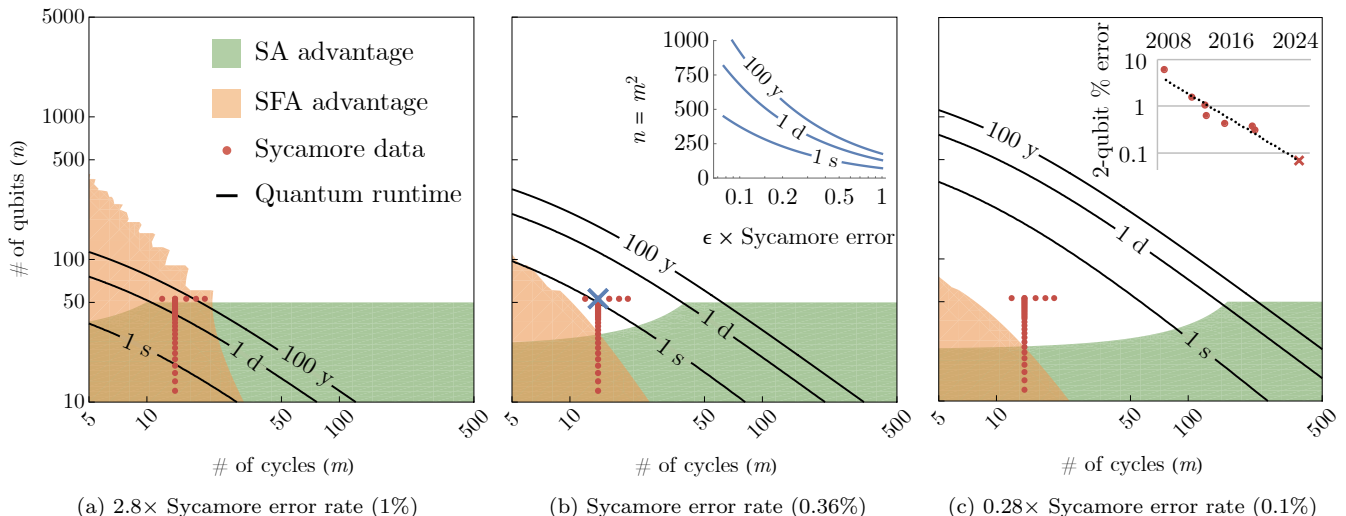 5000
1000
500
100
50
10
# of qubits (n)
SA advantage
SFA advantage
Sycamore data
Quantum runtime
1 s
1 d
100 y
5
10
50
100
500
# of cycles (m)
(a) 2.8× Sycamore error rate (1%)
1000
750
500
250
0
n = m²
100 y
1 d
1 s
0.1
0.2
0.5
1
ϵ × Sycamore error
100 y
1 d
1 s
5
10
50
100
500
# of cycles (m)
(b) Sycamore error rate (0.36%)
2008
2016
2024
2-qubit % error
10
1
0.1
100 y
1 d
1 s
5
10
50
100
500
# of cycles (m)
(c) 0.28× Sycamore error rate (0.1%)